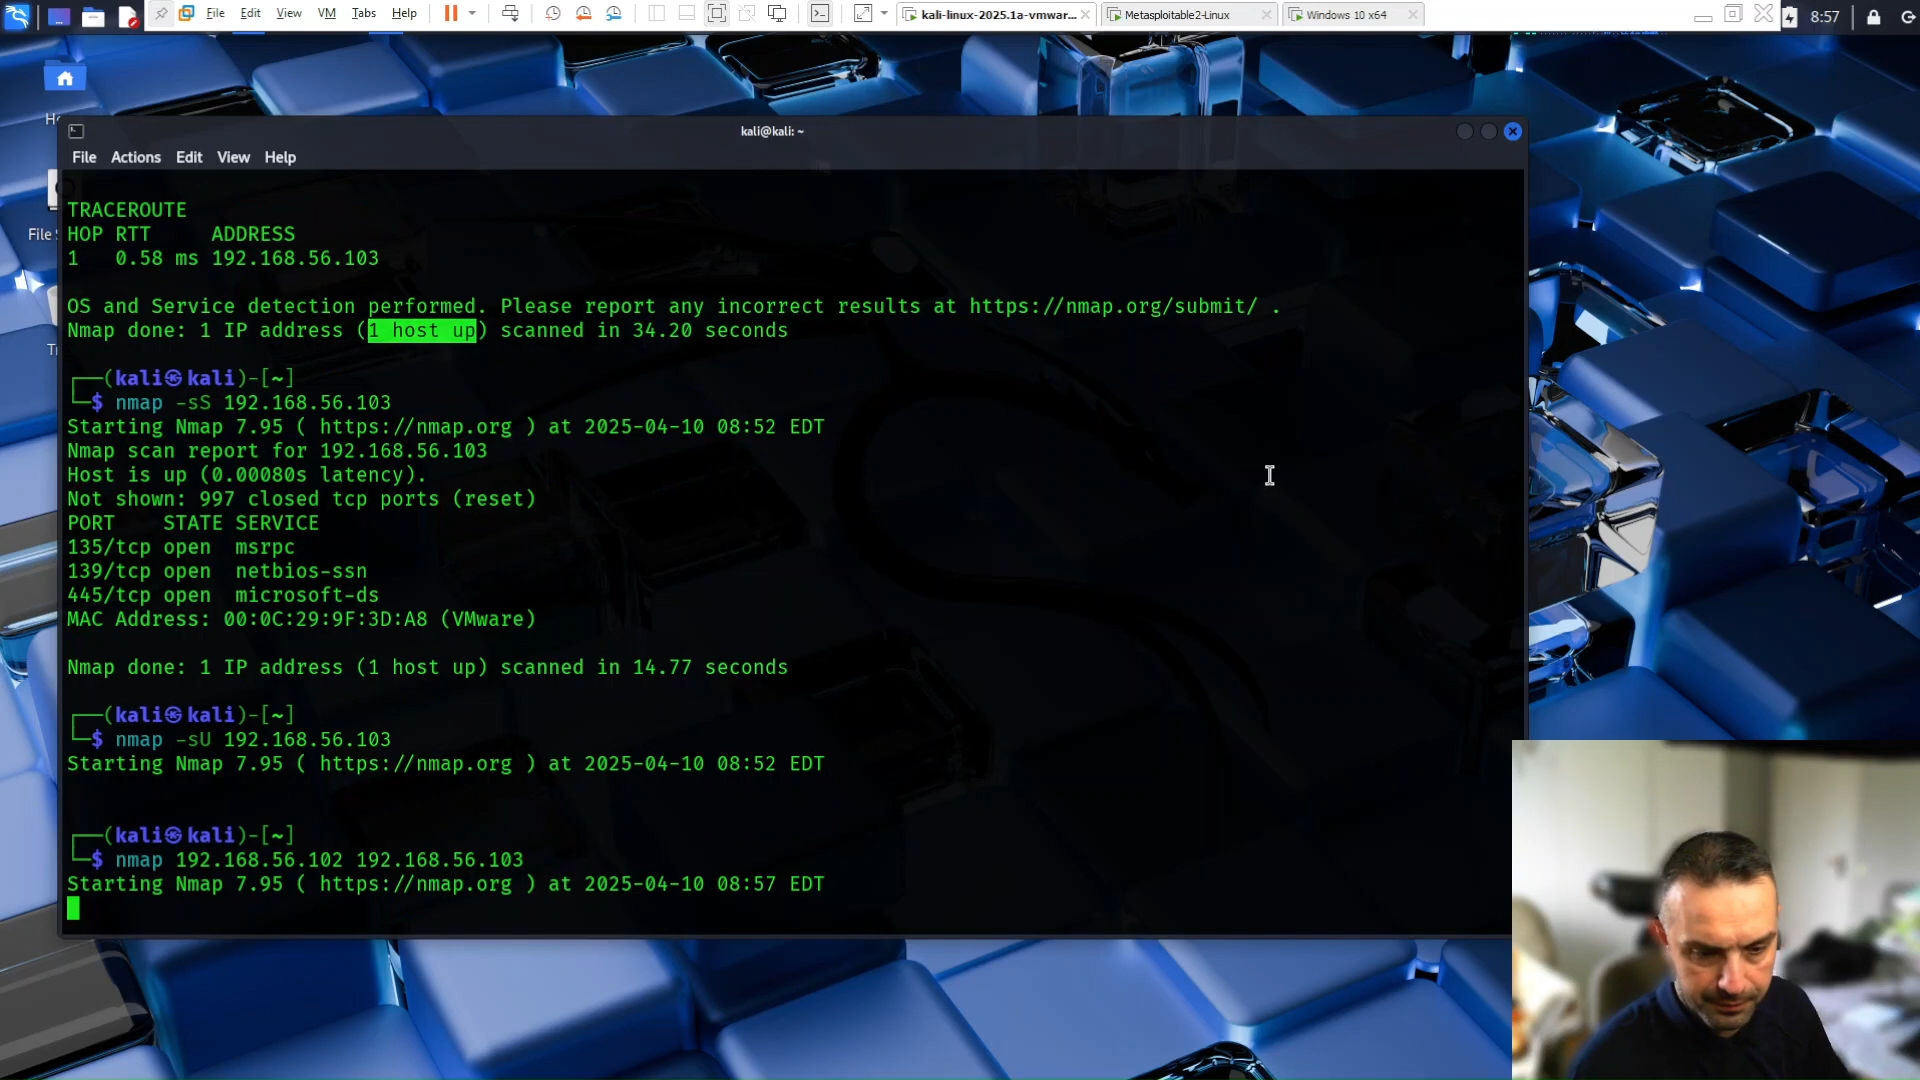 File Edit View VM Tabs Help
kali-linux-2025.1a-vmwar...
Metasploitable2-Linux
Windows 10 x64
8:57
kali@kali: ~
File Actions Edit View Help
TRACEROUTE
HOP RTT ADDRESS
1 0.58 ms 192.168.56.103
OS and Service detection performed. Please report any incorrect results at https://nmap.org/submit/ .
Nmap done: 1 IP address (1 host up) scanned in 34.20 seconds
┌──(kali㉿kali)-[~]
└─$ nmap -sS 192.168.56.103
Starting Nmap 7.95 ( https://nmap.org ) at 2025-04-10 08:52 EDT
Nmap scan report for 192.168.56.103
Host is up (0.00080s latency).
Not shown: 997 closed tcp ports (reset)
PORT STATE SERVICE
135/tcp open msrpc
139/tcp open netbios-ssn
445/tcp open microsoft-ds
MAC Address: 00:0C:29:9F:3D:A8 (VMware)
Nmap done: 1 IP address (1 host up) scanned in 14.77 seconds
┌──(kali㉿kali)-[~]
└─$ nmap -sU 192.168.56.103
Starting Nmap 7.95 ( https://nmap.org ) at 2025-04-10 08:52 EDT
┌──(kali㉿kali)-[~]
└─$ nmap 192.168.56.102 192.168.56.103
Starting Nmap 7.95 ( https://nmap.org ) at 2025-04-10 08:57 EDT
File